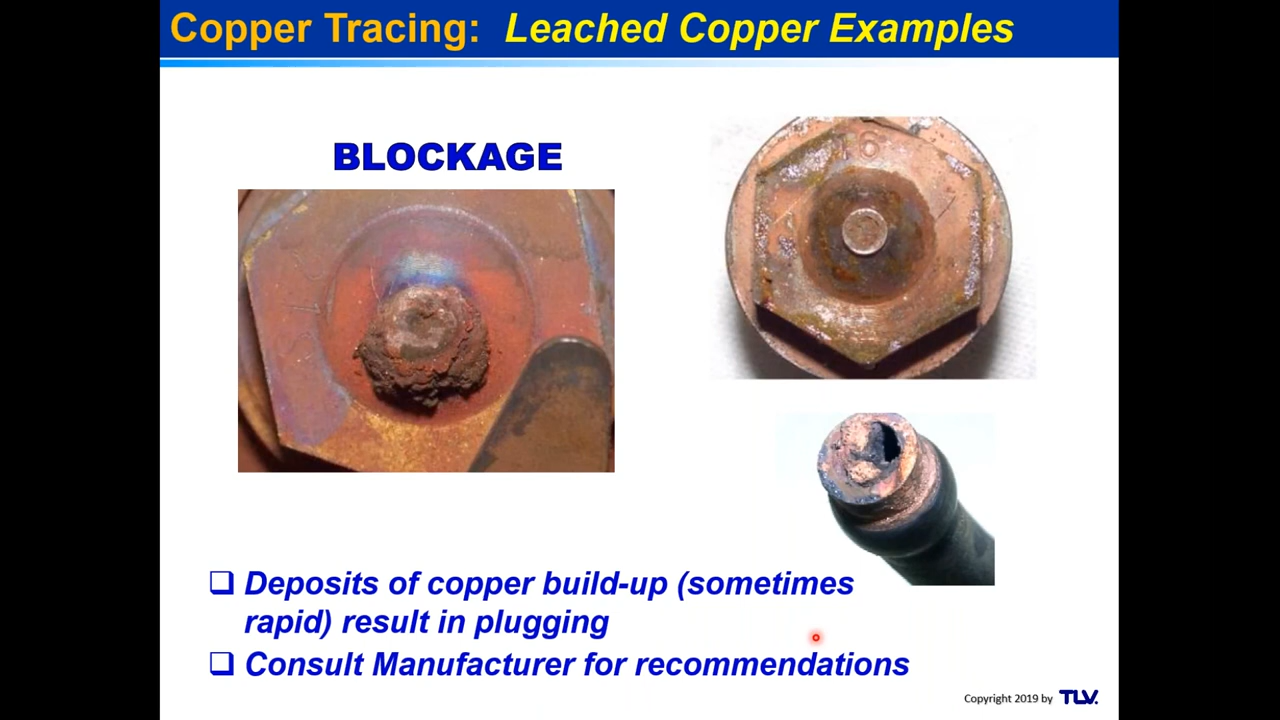 Copper Tracing: Leached Copper Examples
BLOCKAGE
16
Deposits of copper build-up (sometimes
rapid) result in plugging
Consult Manufacturer for recommendations
Copyright 2019 by TLV.